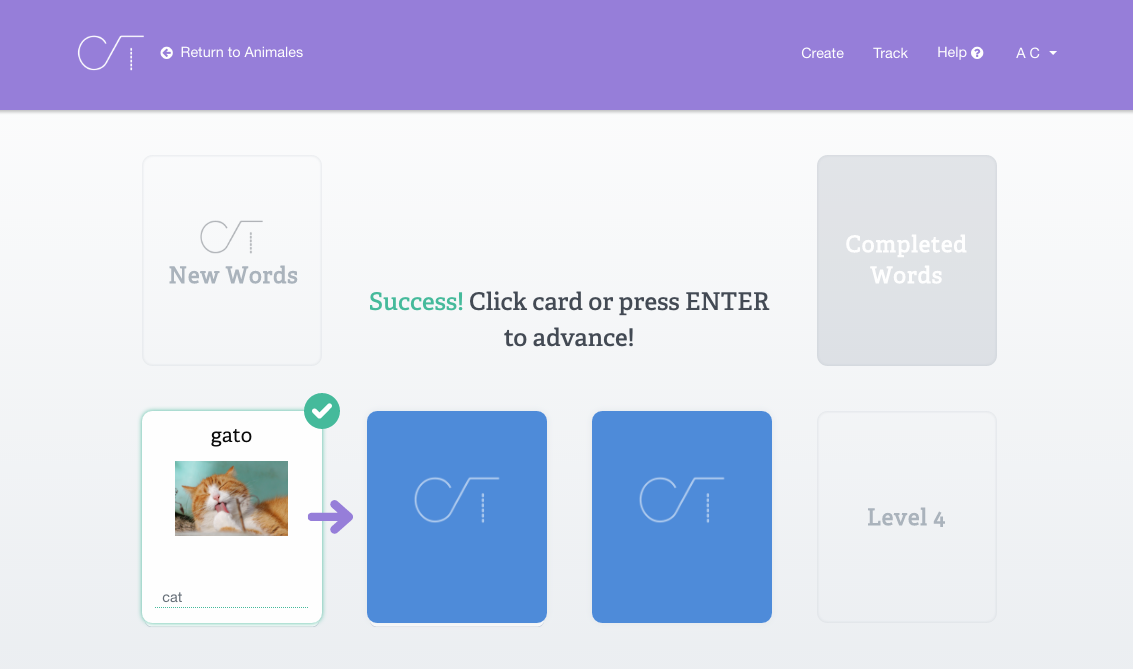 Return to Animales
Create
Track
Help
A C
New Words
Completed
Words
Success! Click card or press ENTER
to advance!
gato
cat
Level 4